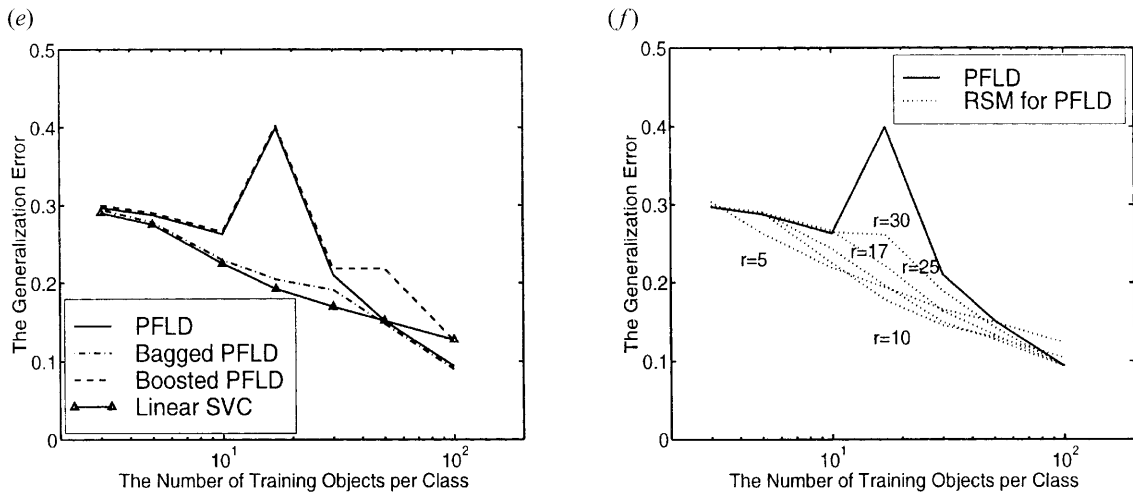 (e)
0.5
0.4
0.3
0.2
0.1
0
The Generalization Error
PFLD
Bagged PFLD
Boosted PFLD
Linear SVC
10¹
10²
The Number of Training Objects per Class
(f)
0.5
0.4
0.3
0.2
0.1
0
The Generalization Error
PFLD
RSM for PFLD
r=30
r=17
r=25
r=5
r=10
10¹
10²
The Number of Training Objects per Class